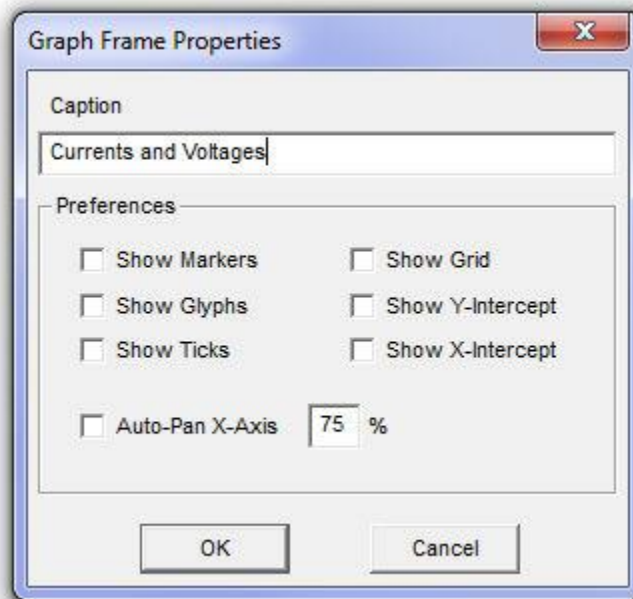 Graph Frame Properties
Caption
Currents and Voltages
Preferences
Show Markers
Show Grid
Show Glyphs
Show Y-Intercept
Show Ticks
Show X-Intercept
Auto-Pan X-Axis 75 %
OK
Cancel